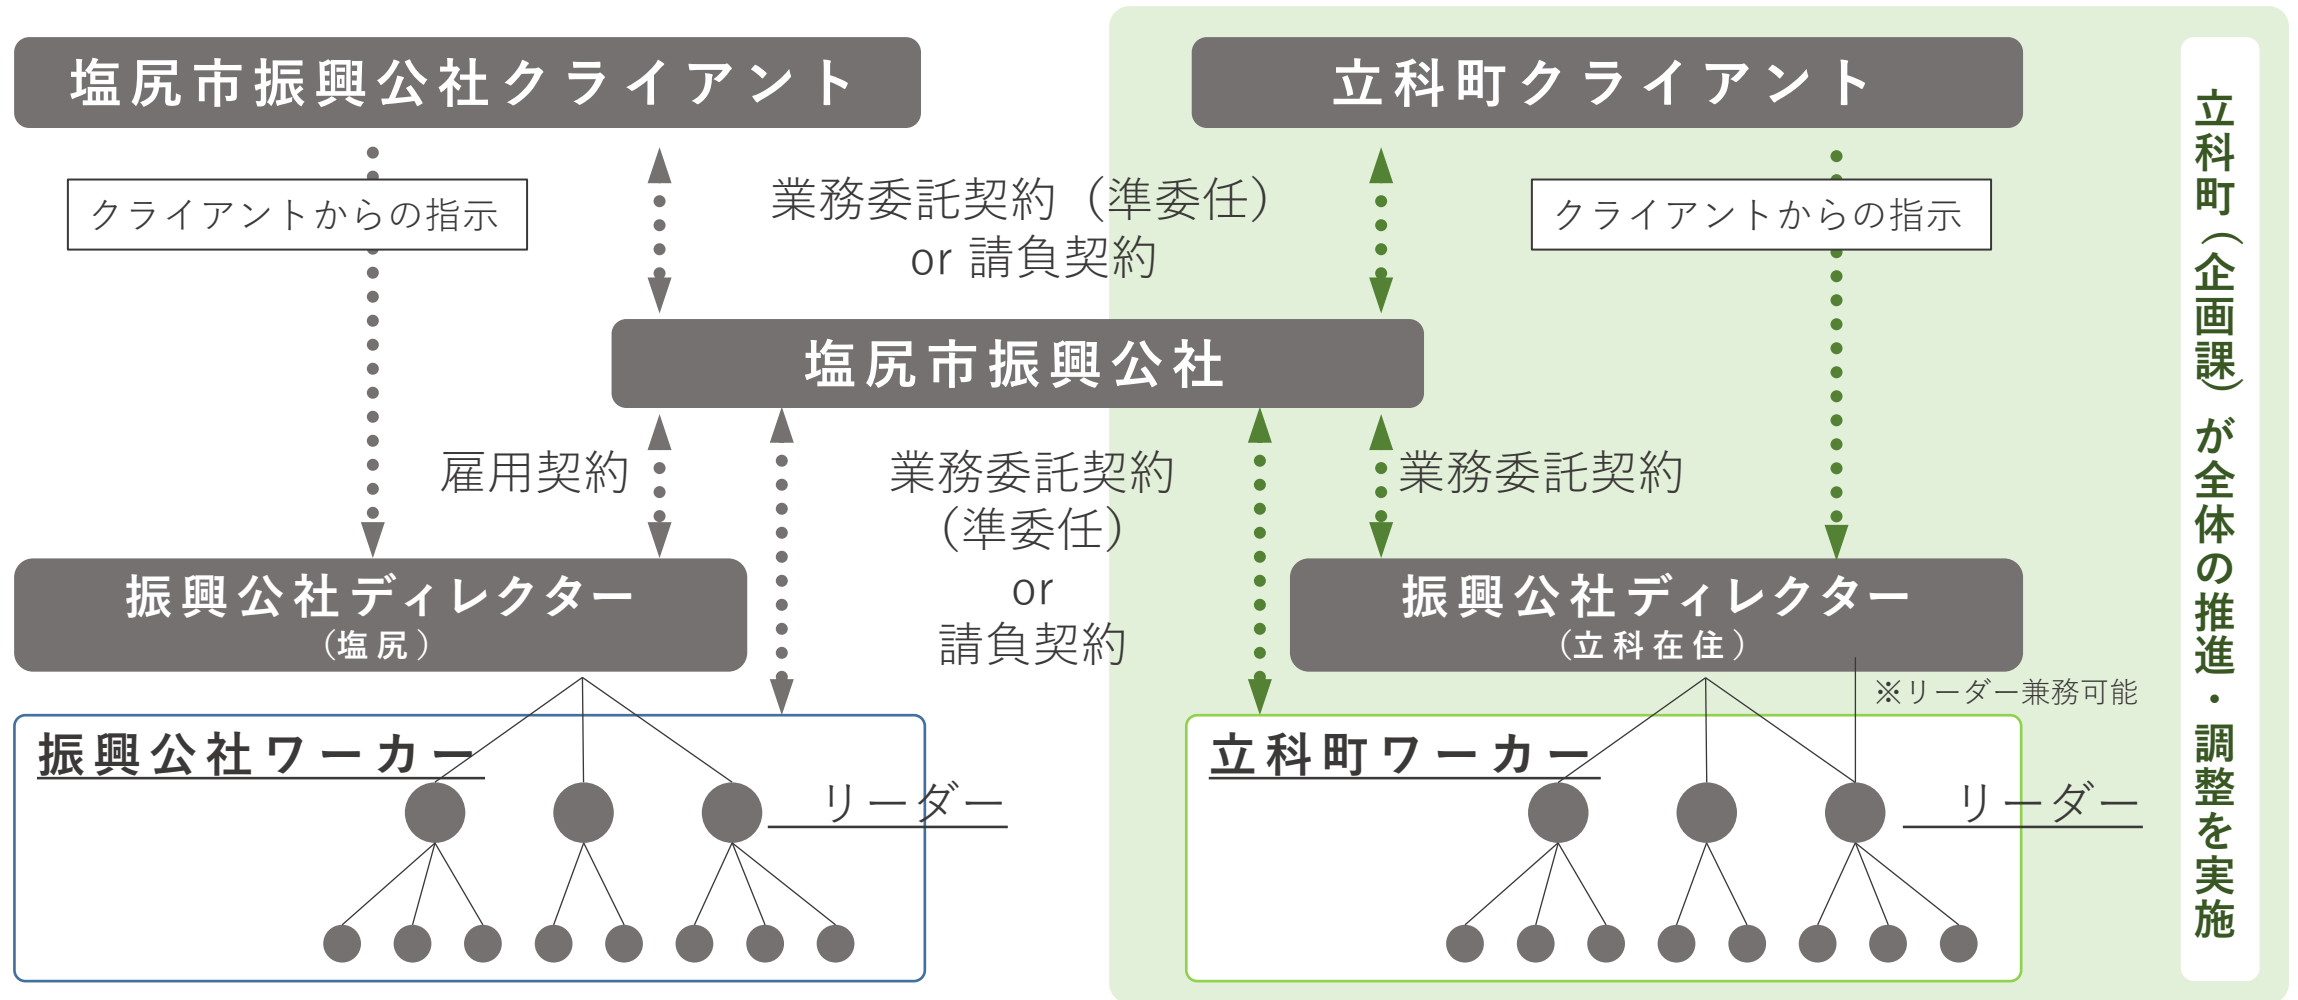 塩尻市振興公社クライアント
立科町クライアント
クライアントからの指示
業務委託契約（準委任）
or 請負契約
クライアントからの指示
塩尻市振興公社
雇用契約
業務委託契約
（準委任）
or
請負契約
業務委託契約
振興公社ディレクター
（塩尻）
振興公社ディレクター
（立科在住）
※リーダー兼務可能
振興公社ワーカー
リーダー
立科町ワーカー
リーダー
立科町（企画課）が全体の推進・調整を実施